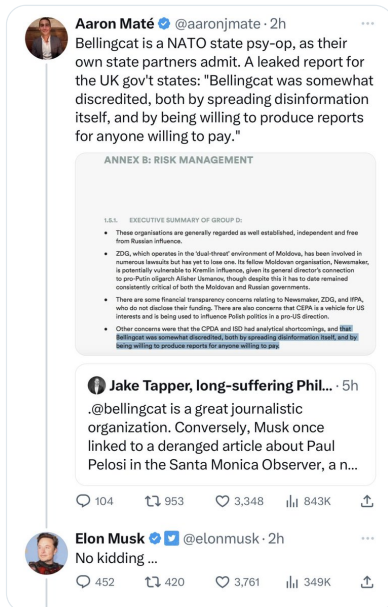 Aaron Maté @aaronjmate · 2h
Bellingcat is a NATO state psy-op, as their
own state partners admit. A leaked report for
the UK gov't states: "Bellingcat was somewhat
discredited, both by spreading disinformation
itself, and by being willing to produce reports
for anyone willing to pay."
ANNEX B: RISK MANAGEMENT
1.5.1. EXECUTIVE SUMMARY OF GROUP D:
• These organisations are generally regarded as well established, independent and free
from Russian influence.
• ZDG, which operates in the 'dual-threat' environment of Moldova, has been involved in
numerous lawsuits but has yet to lose one. Its fellow Moldovan organisation, Newsmaker,
is potentially vulnerable to Kremlin influence, given its general director's connection
to pro-Putin oligarch Alisher Usmanov, though despite this it has to date remained
consistently critical of both the Moldovan and Russian governments.
• There are some financial transparency concerns relating to Newsmaker, ZDG, and IFPA,
who do not disclose their funding. There are also concerns that CEPA is a vehicle for US
interests and is being used to influence Polish politics in a pro-US direction.
• Other concerns were that the CPDA and ISD had analytical shortcomings, and that
Bellingcat was somewhat discredited, both by spreading disinformation itself, and by
being willing to produce reports for anyone willing to pay.
Jake Tapper, long-suffering Phil... · 5h
.@bellingcat is a great journalistic
organization. Conversely, Musk once
linked to a deranged article about Paul
Pelosi in the Santa Monica Observer, a n...
104 953 3,348 843K
Elon Musk @elonmusk · 2h
No kidding ...
452 420 3,761 349K